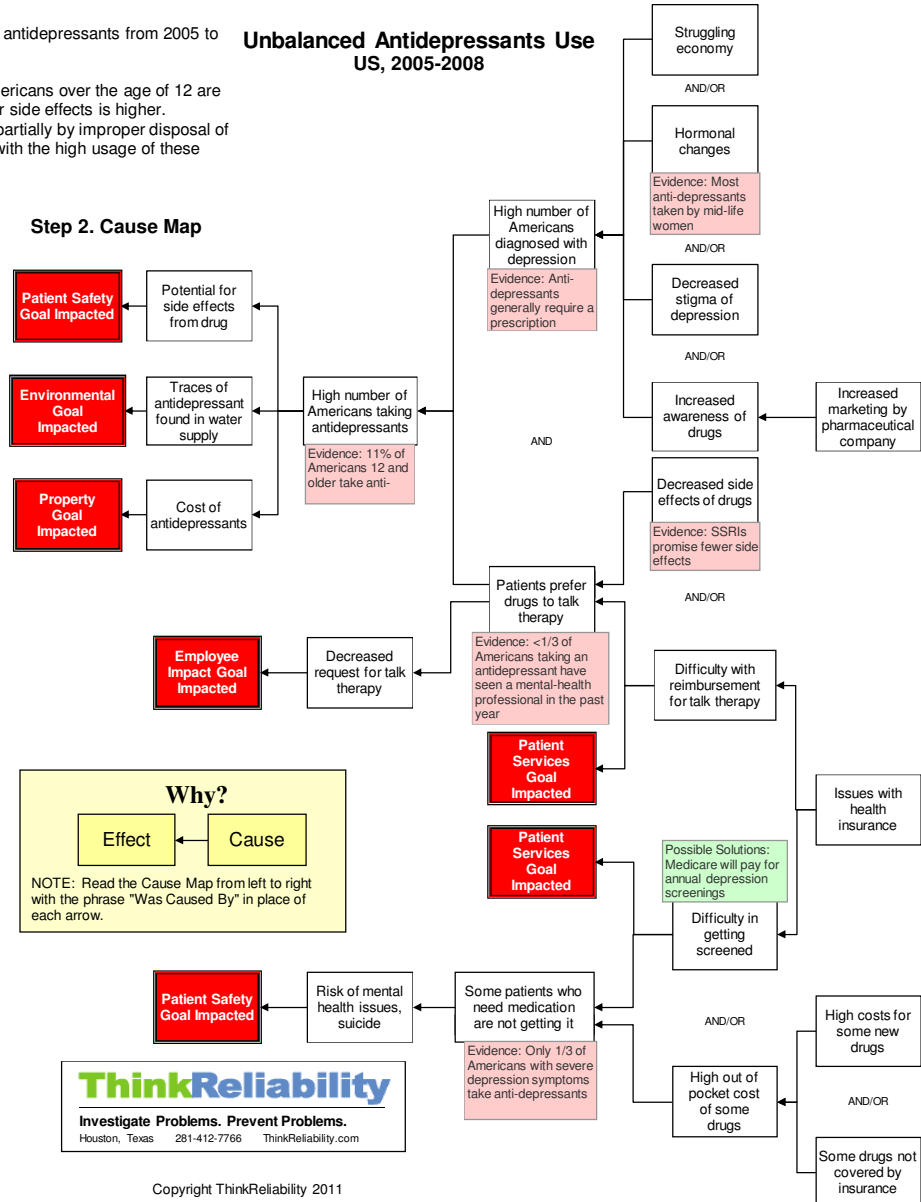 antidepressants from 2005 to
ericans over the age of 12 are
r side effects is higher.
partially by improper disposal of
with the high usage of these
Unbalanced Antidepressants Use
US, 2005-2008
Step 2. Cause Map
Patient Safety
Goal Impacted
Potential for
side effects
from drug
Environmental
Goal
Impacted
Traces of
antidepressant
found in water
supply
Property
Goal
Impacted
Cost of
antidepressants
High number of
Americans taking
antidepressants
Evidence: 11% of
Americans 12 and
older take anti-
High number of
Americans
diagnosed with
depression
Evidence: Anti-
depressants
generally require a
prescription
AND
Struggling
economy
AND/OR
Hormonal
changes
Evidence: Most
anti-depressants
taken by mid-life
women
AND/OR
Decreased
stigma of
depression
AND/OR
Increased
awareness of
drugs
Increased
marketing by
pharmaceutical
company
Decreased side
effects of drugs
Evidence: SSRIs
promise fewer side
effects
AND/OR
Patients prefer
drugs to talk
therapy
Evidence: <1/3 of
Americans taking an
antidepressant have
seen a mental-health
professional in the past
year
Employee
Impact Goal
Impacted
Decreased
request for talk
therapy
Difficulty with
reimbursement
for talk therapy
Patient
Services
Goal
Impacted
Issues with
health
insurance
Patient
Services
Goal
Impacted
Possible Solutions:
Medicare will pay for
annual depression
screenings
Difficulty in
getting
screened
Why?
Effect
Cause
NOTE: Read the Cause Map from left to right
with the phrase "Was Caused By" in place of
each arrow.
Patient Safety
Goal Impacted
Risk of mental
health issues,
suicide
Some patients who
need medication
are not getting it
Evidence: Only 1/3 of
Americans with severe
depression symptoms
take anti-depressants
AND/OR
High out of
pocket cost
of some
drugs
High costs for
some new
drugs
AND/OR
Some drugs not
covered by
insurance
ThinkReliability
Investigate Problems. Prevent Problems.
Houston, Texas 281-412-7766 ThinkReliability.com
Copyright ThinkReliability 2011